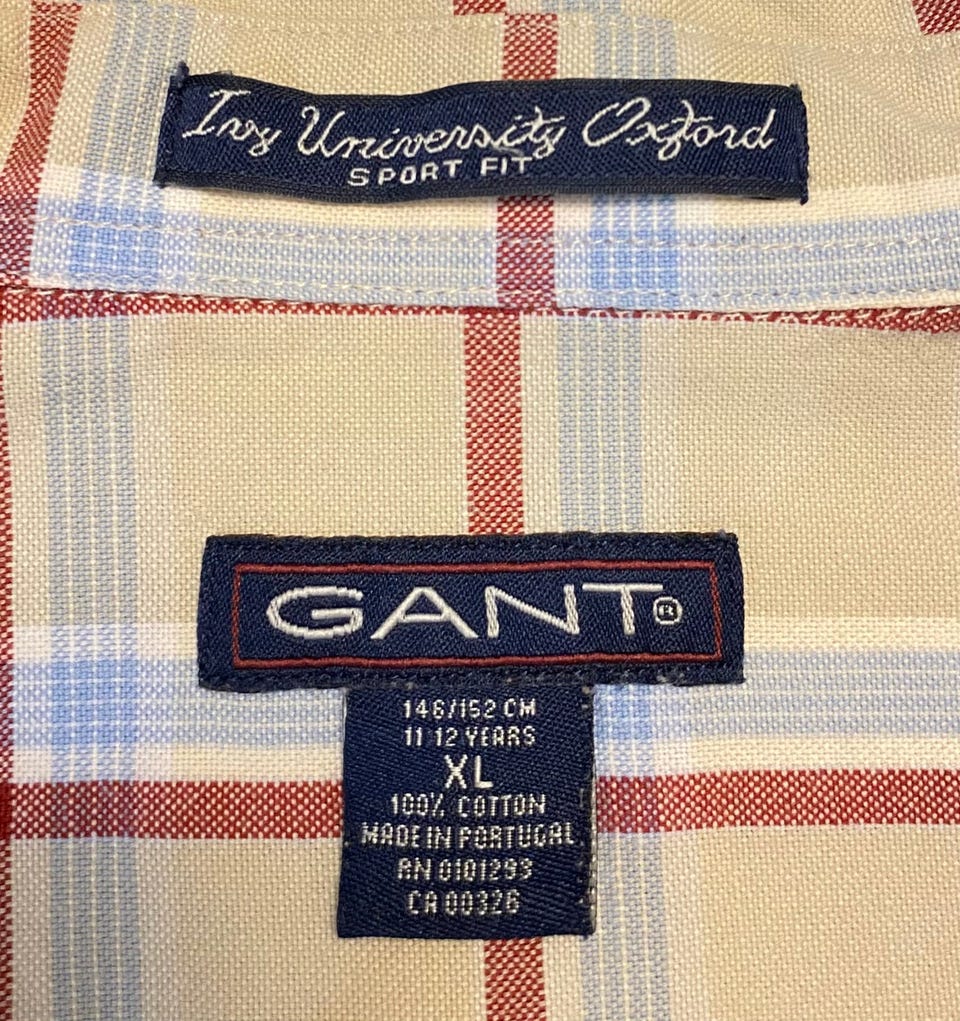 Ivy University Oxford
SPORT FIT
GANT®
146/152 CM
11 12 YEARS
XL
100% COTTON
MADE IN PORTUGAL
RN 0101293
CA 00326